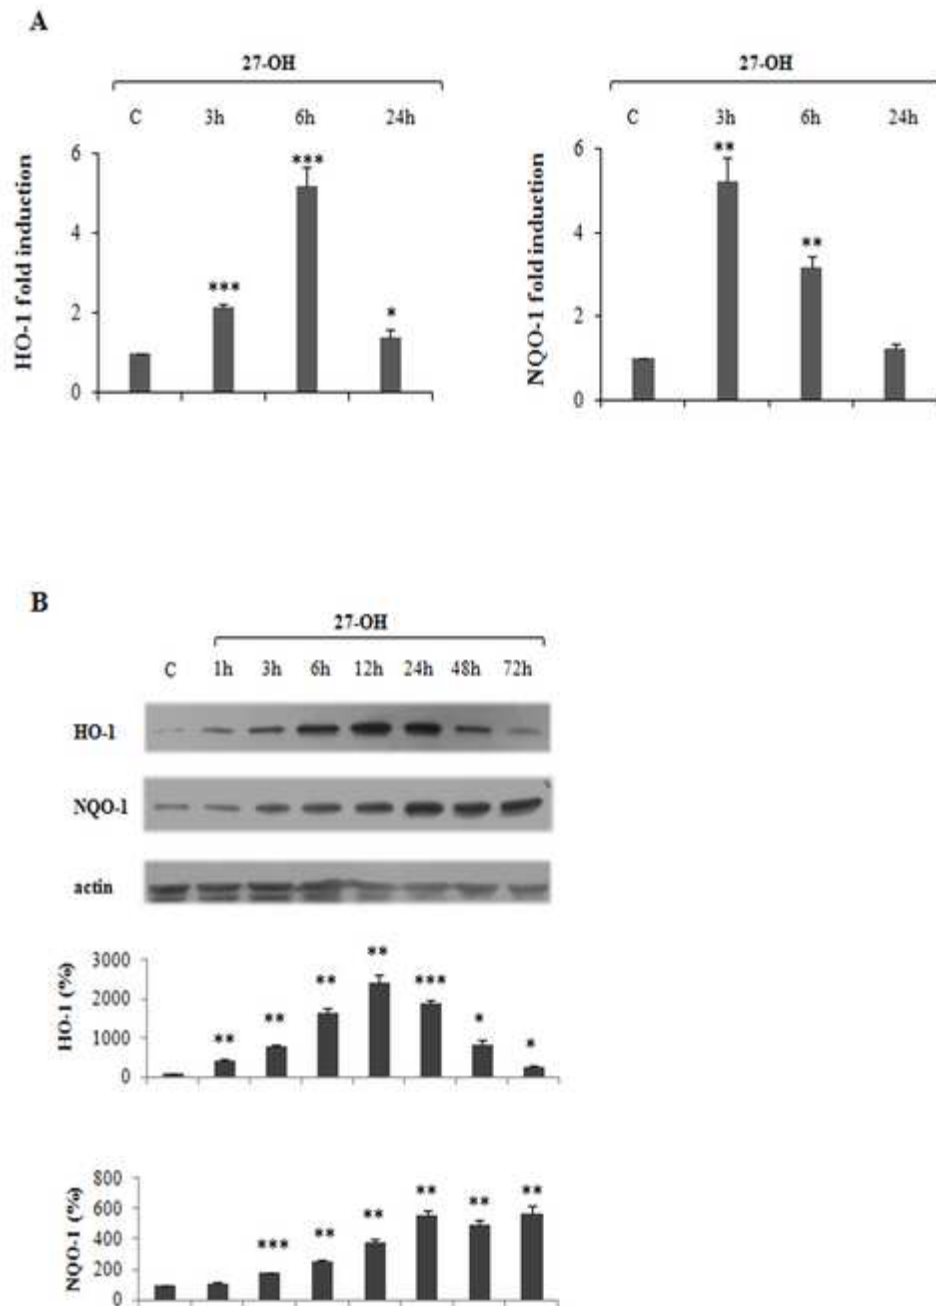 A
27-OH
C 3h 6h 24h
HO-1 fold induction
6
4
2
0
***
***
*
27-OH
C 3h 6h 24h
NQO-1 fold induction
6
4
2
0
**
**
B
27-OH
C 1h 3h 6h 12h 24h 48h 72h
HO-1
NQO-1
actin
HO-1 (%)
3000
2000
1000
0
** ** ** ** *** * *
NQO-1 (%)
800
600
400
200
0
*** ** ** ** ** **